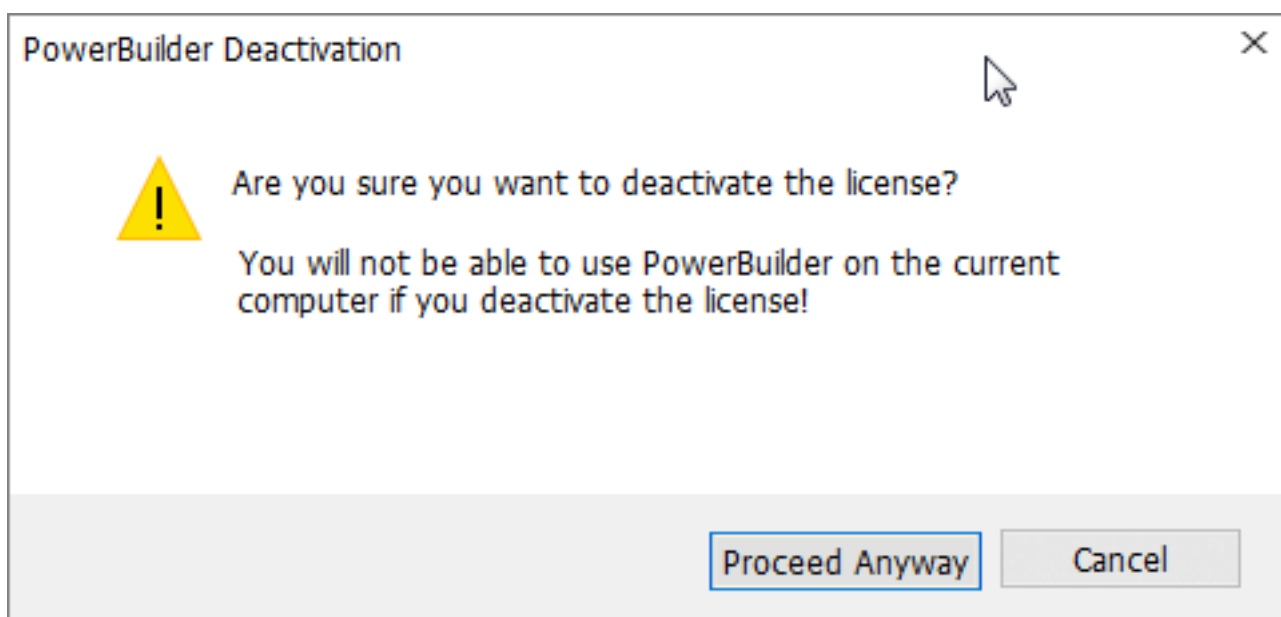 PowerBuilder Deactivation
Are you sure you want to deactivate the license?
You will not be able to use PowerBuilder on the current
computer if you deactivate the license!
Proceed Anyway
Cancel